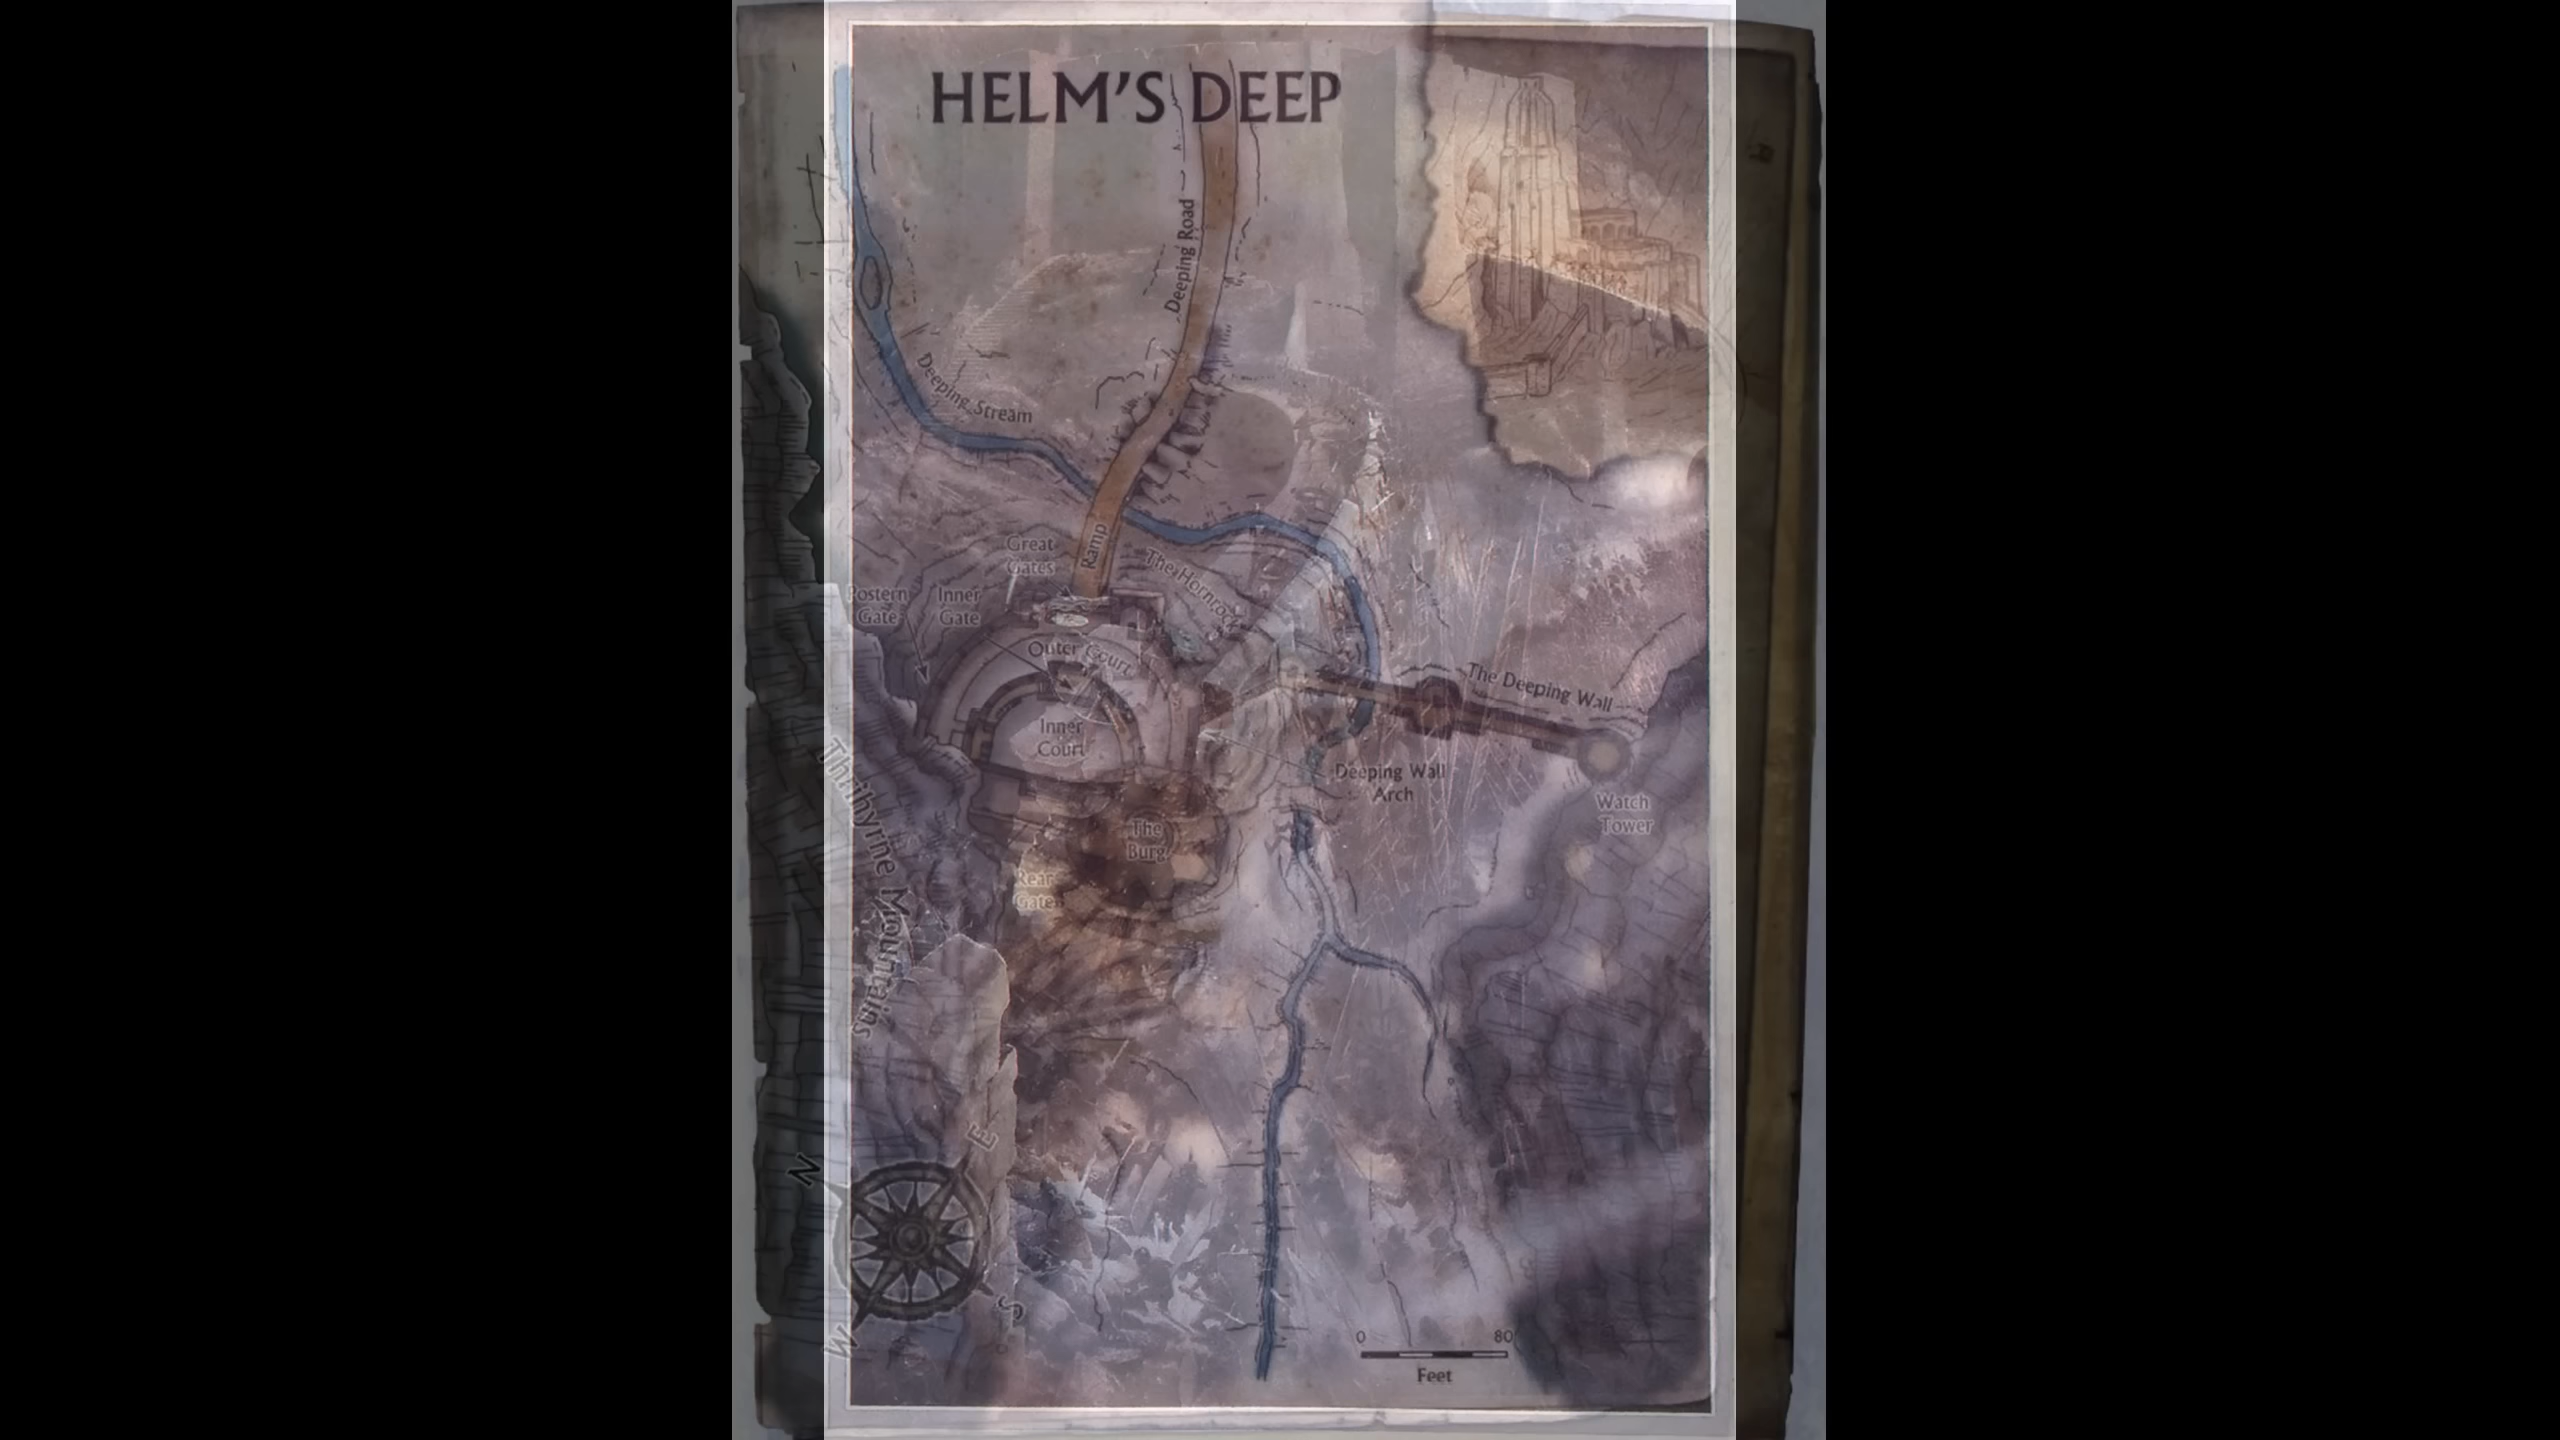 HELM'S DEEP
Deeping Road
Deeping Stream
Ramp
Great
Gates
The Hornrock
Postern
Gate
Inner
Gate
Outer Court
The Deeping Wall
Inner
Court
Deeping Wall
Arch
Watch
Tower
The
Burg
Rear
Gate
Thrihyrne Mountains
N
E
S
W
0 80
Feet